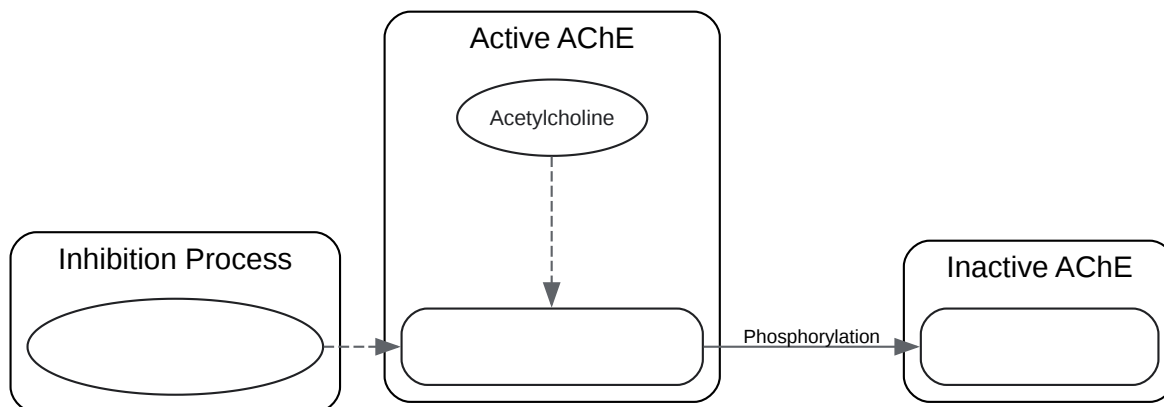 Active AChE
Acetylcholine
Inhibition Process
Inactive AChE
Phosphorylation